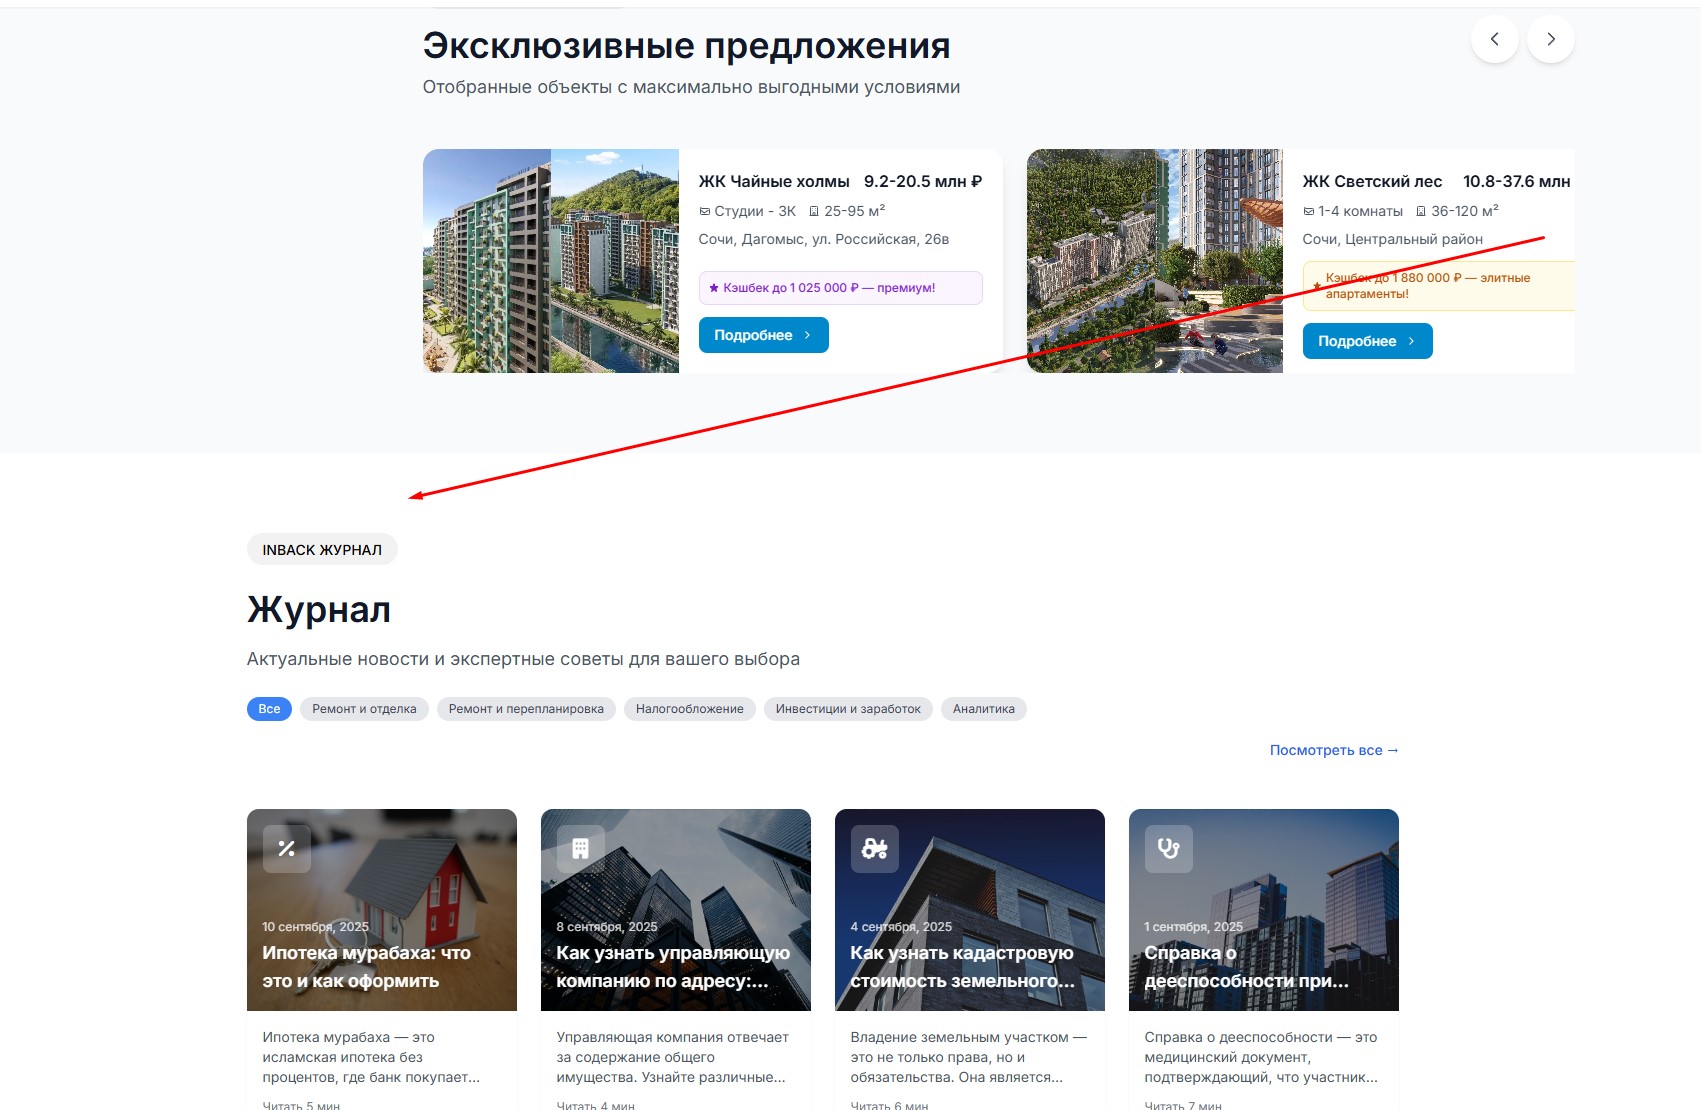 Эксклюзивные предложения
Отобранные объекты с максимально выгодными условиями
ЖК Чайные холмы 9.2-20.5 млн ₽
Студии - 3К 25-95 м²
Сочи, Дагомыс, ул. Российская, 26в
Кэшбек до 1 025 000 ₽ — премиум!
Подробнее
ЖК Светский лес 10.8-37.6 млн
1-4 комнаты 36-120 м²
Сочи, Центральный район
Кэшбек до 1 880 000 ₽ — элитные
апартаменты!
Подробнее
INBACK ЖУРНАЛ
Журнал
Актуальные новости и экспертные советы для вашего выбора
Все Ремонт и отделка Ремонт и перепланировка Налогообложение Инвестиции и заработок Аналитика
Посмотреть все →
10 сентября, 2025
Ипотека мурабаха: что
это и как оформить
Ипотека мурабаха — это
исламская ипотека без
процентов, где банк покупает...
Читать 5 мин
8 сентября, 2025
Как узнать управляющую
компанию по адресу:...
Управляющая компания отвечает
за содержание общего
имущества. Узнайте различные...
Читать 4 мин
4 сентября, 2025
Как узнать кадастровую
стоимость земельного...
Владение земельным участком —
это не только права, но и
обязательства. Она является...
Читать 6 мин
1 сентября, 2025
Справка о
дееспособности при...
Справка о дееспособности — это
медицинский документ,
подтверждающий, что участник...
Читать 7 мин